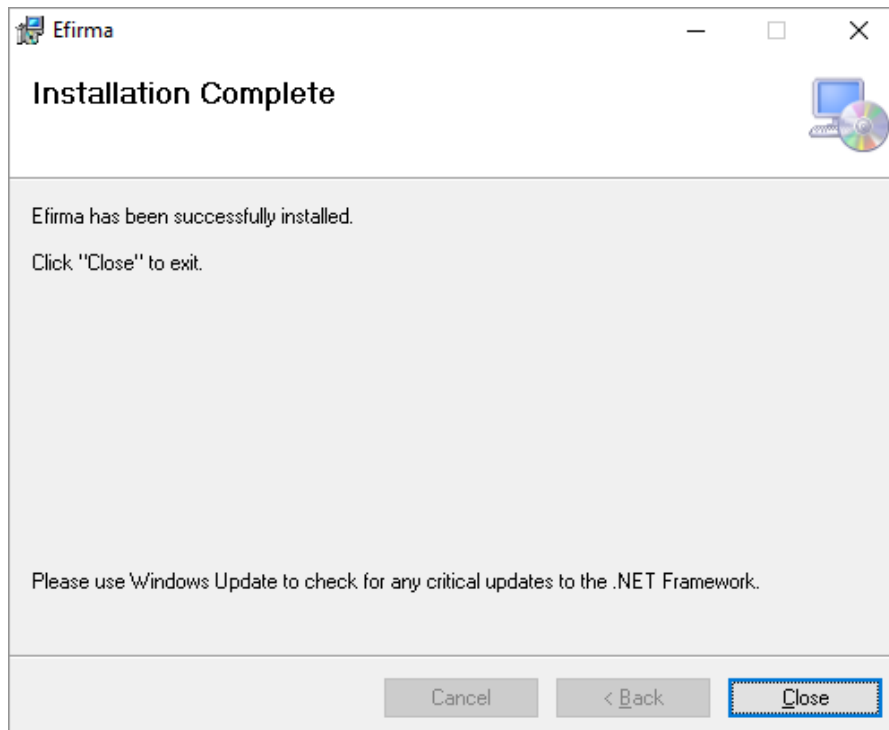 Efirma
Installation Complete
Efirma has been successfully installed.
Click "Close" to exit.
Please use Windows Update to check for any critical updates to the .NET Framework.
Cancel
< Back
Close